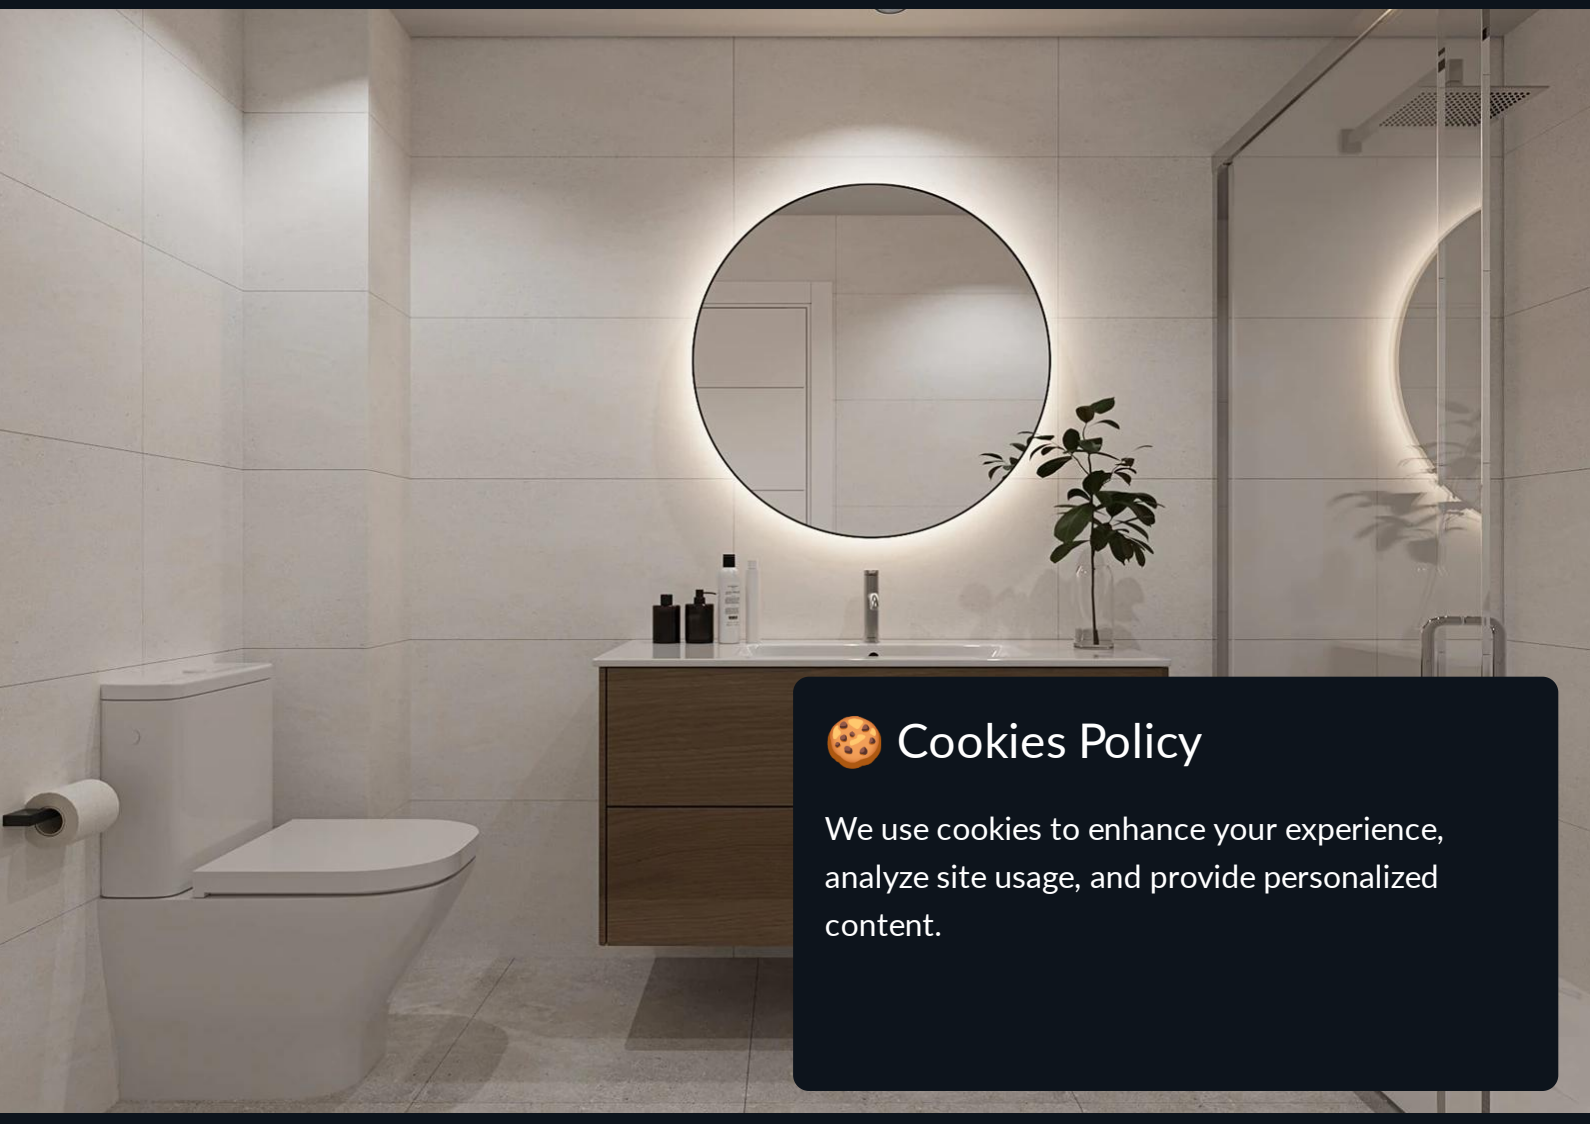 🍪 Cookies Policy
We use cookies to enhance your experience,
analyze site usage, and provide personalized
content.